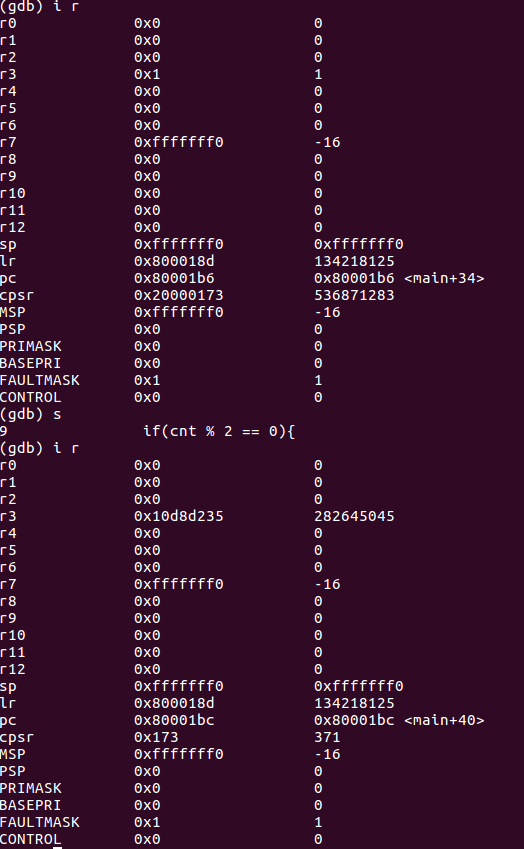 (gdb) i r
r0 0x0 0
r1 0x0 0
r2 0x0 0
r3 0x1 1
r4 0x0 0
r5 0x0 0
r6 0x0 0
r7 0xfffffff0 -16
r8 0x0 0
r9 0x0 0
r10 0x0 0
r11 0x0 0
r12 0x0 0
sp 0xfffffff0 0xfffffff0
lr 0x800018d 134218125
pc 0x80001b6 0x80001b6 <main+34>
cpsr 0x20000173 536871283
MSP 0xfffffff0 -16
PSP 0x0 0
PRIMASK 0x0 0
BASEPRI 0x0 0
FAULTMASK 0x1 1
CONTROL 0x0 0
(gdb) s
9 if(cnt % 2 == 0){
(gdb) i r
r0 0x0 0
r1 0x0 0
r2 0x0 0
r3 0x10d8d235 282645045
r4 0x0 0
r5 0x0 0
r6 0x0 0
r7 0xfffffff0 -16
r8 0x0 0
r9 0x0 0
r10 0x0 0
r11 0x0 0
r12 0x0 0
sp 0xfffffff0 0xfffffff0
lr 0x800018d 134218125
pc 0x80001bc 0x80001bc <main+40>
cpsr 0x173 371
MSP 0xfffffff0 -16
PSP 0x0 0
PRIMASK 0x0 0
BASEPRI 0x0 0
FAULTMASK 0x1 1
CONTROL 0x0 0